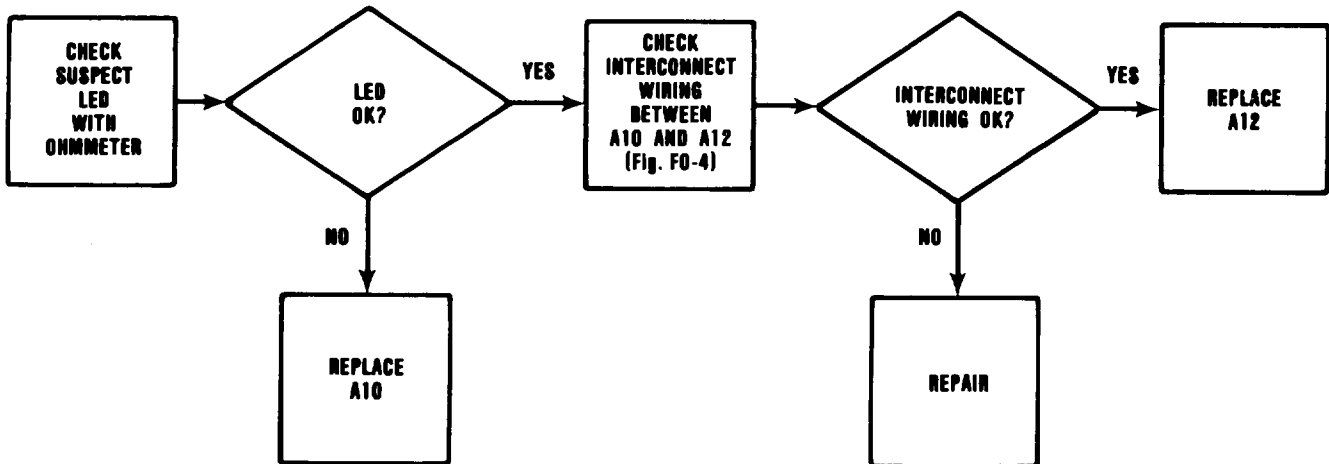 CHECK
SUSPECT
LED
WITH
OHMMETER
LED
OK?
YES
CHECK
INTERCONNECT
WIRING
BETWEEN
A10 AND A12
(Fig. FO-4)
INTERCONNECT
WIRING OK?
YES
REPLACE
A12
NO
REPLACE
A10
NO
REPAIR